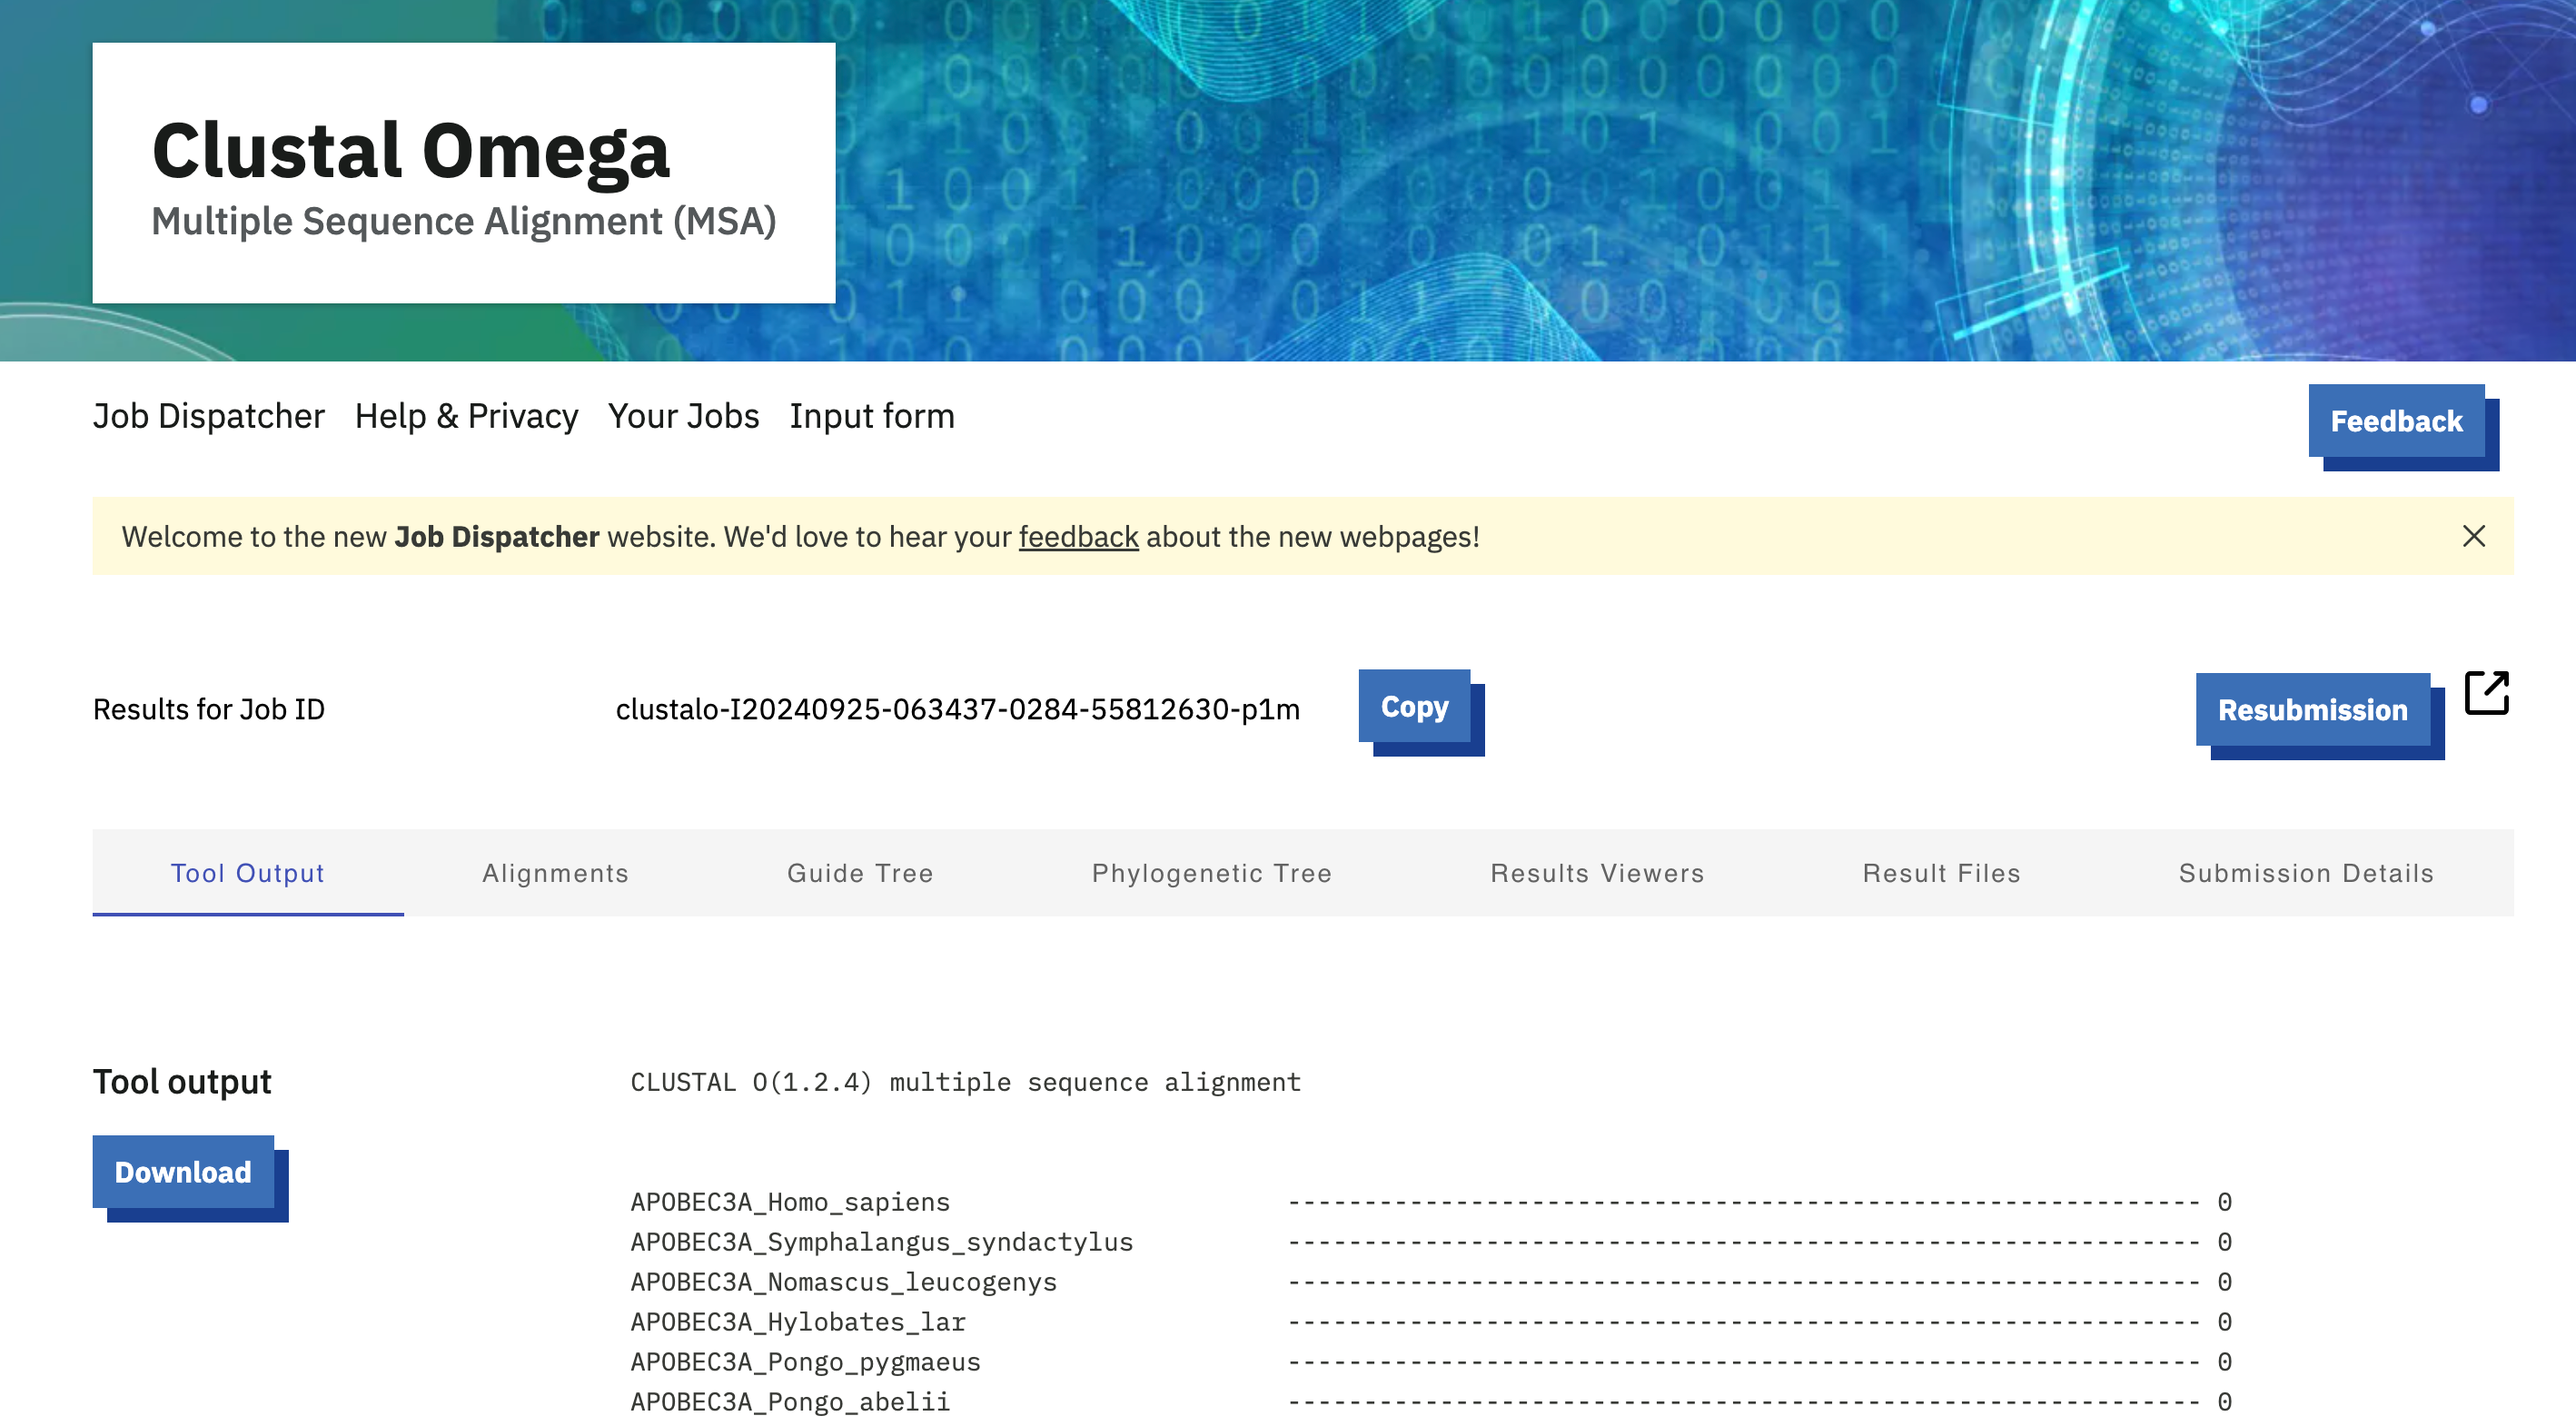 Clustal Omega
Multiple Sequence Alignment (MSA)
Job Dispatcher Help & Privacy Your Jobs Input form
Feedback
Welcome to the new Job Dispatcher website. We'd love to hear your feedback about the new webpages!
Results for Job ID clustalo-I20240925-063437-0284-55812630-p1m Copy Resubmission
Tool Output Alignments Guide Tree Phylogenetic Tree Results Viewers Result Files Submission Details
Tool output
Download
CLUSTAL O(1.2.4) multiple sequence alignment
APOBEC3A_Homo_sapiens ------------------------------------------------------------ 0
APOBEC3A_Symphalangus_syndactylus ------------------------------------------------------------ 0
APOBEC3A_Nomascus_leucogenys ------------------------------------------------------------ 0
APOBEC3A_Hylobates_lar ------------------------------------------------------------ 0
APOBEC3A_Pongo_pygmaeus ------------------------------------------------------------ 0
APOBEC3A_Pongo_abelii ------------------------------------------------------------ 0